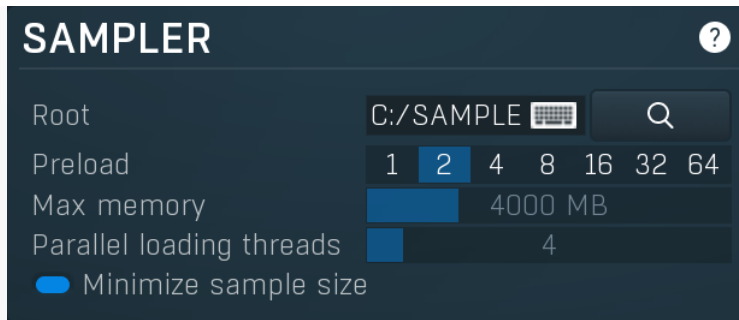 SAMPLER ?
Root C:/SAMPLE
Preload 1 2 4 8 16 32 64
Max memory 4000 MB
Parallel loading threads 4
Minimize sample size